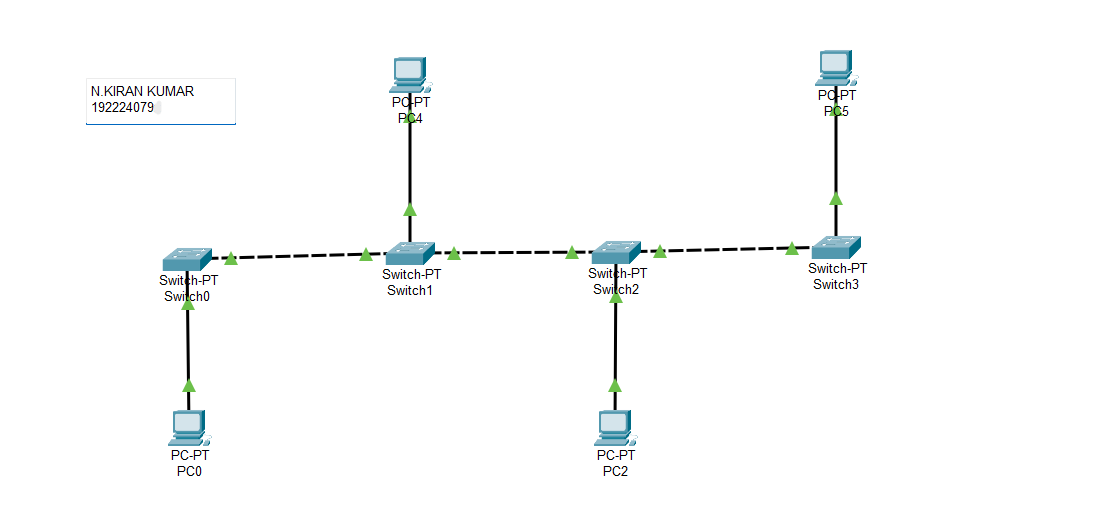 N.KIRAN KUMAR
192224079
PC-PT
PC4
PC-PT
PC5
Switch-PT
Switch0
Switch-PT
Switch1
Switch-PT
Switch2
Switch-PT
Switch3
PC-PT
PC0
PC-PT
PC2